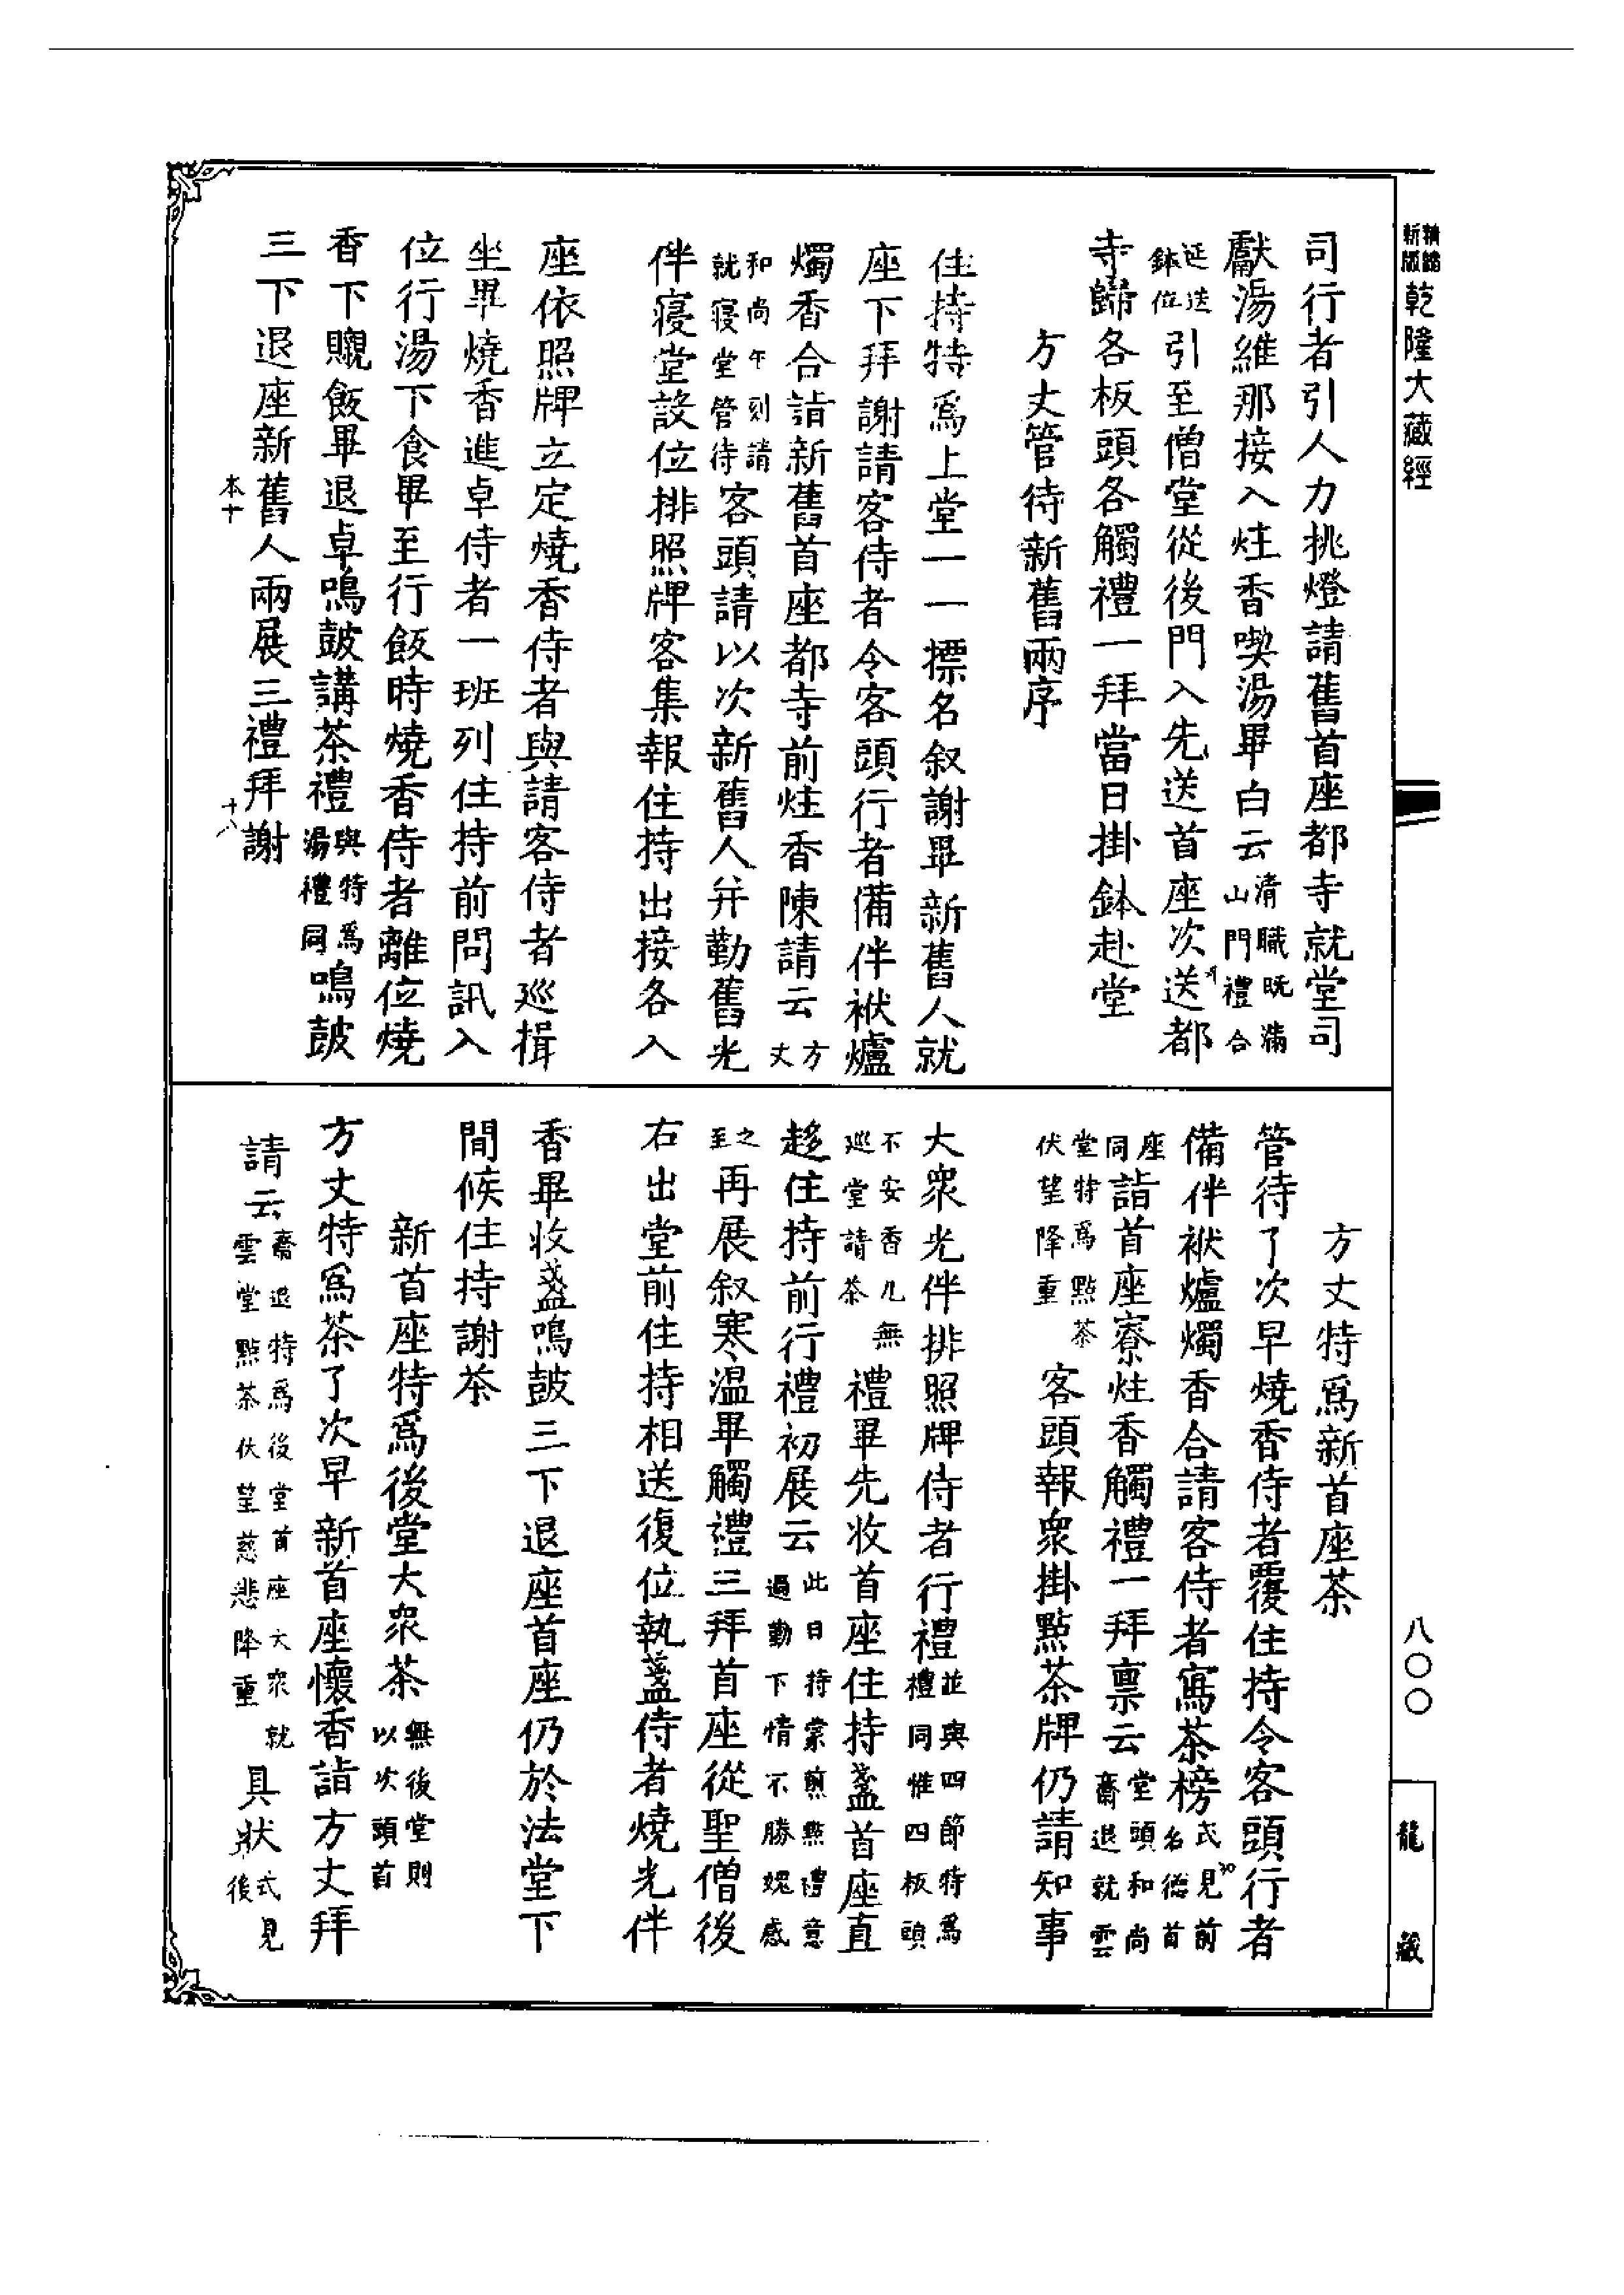 精縮新版乾隆大藏經
司行者引人力挑燈請舊首座都寺就堂司
獻湯維那接入炷香喫湯畢白云清職既滿山門禮合
延送鉢位引至僧堂從後門入先送首座次送都
寺歸各板頭各觸禮一拜當日掛鉢赴堂
方丈管待新舊兩序
住持特爲上堂一一摽名叙謝畢新舊人就
座下拜謝請客侍者令客頭行者備伴袱爐
燭香合詣新舊首座都寺前炷香陳請云方丈
和尚午刻請就寢堂管待客頭請以次新舊人并勤舊光
伴寢堂設位排照牌客集報住持出接各入
座依照牌立定燒香侍者與請客侍者巡揖
坐畢燒香進卓侍者一班列住持前問訊入
位行湯下食畢至行飯時燒香侍者離位燒
香下䞋飯畢退卓鳴鼓講茶禮與特爲湯禮同鳴鼓
三下退座新舊人兩展三禮拜謝
本十
十八
方丈特爲新首座茶
管待了次早燒香侍者覆住持令客頭行者
備伴袱爐燭香合請客侍者寫茶榜式見前名德首
座同詣首座寮炷香觸禮一拜禀云堂頭和尚齋退就雲
堂特爲點茶伏望降重客頭報衆掛點茶牌仍請知事
大衆光伴排照牌侍者行禮並與四節特爲禮同惟四板頭
不安香几無巡堂請茶禮畢先收首座住持盞首座直
趍住持前行禮初展云此日持蒙煎點禮意過勤下情不勝媿感
之至再展叙寒溫畢觸禮三拜首座從聖僧後
右出堂前住持相送復位執盞侍者燒光伴
香畢收盞鳴鼓三下退座首座仍於法堂下
間候住持謝茶
新首座特爲後堂大衆茶無後堂則以次頭首
方丈特爲茶了次早新首座懷香詣方丈拜
請云齋退特爲後堂首座大衆就雲堂點茶伏望慈悲降重具狀式見後
八〇〇
龍藏